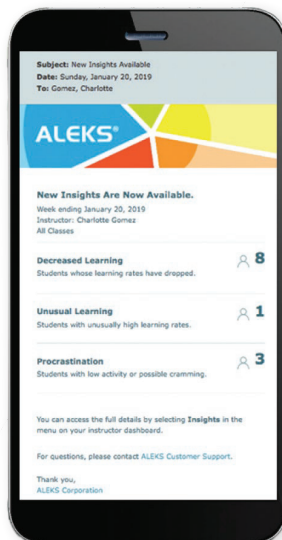 Subject: New Insights Available
Date: Sunday, January 20, 2019
To: Gomez, Charlotte
ALEKS®
New Insights Are Now Available.
Week ending January 20, 2019
Instructor: Charlotte Gomez
All Classes
Decreased Learning 8
Students whose learning rates have dropped.
Unusual Learning 1
Students with unusually high learning rates.
Procrastination 3
Students with low activity or possible cramming.
You can access the full details by selecting Insights in the
menu on your instructor dashboard.
For questions, please contact ALEKS Customer Support.
Thank you,
ALEKS Corporation